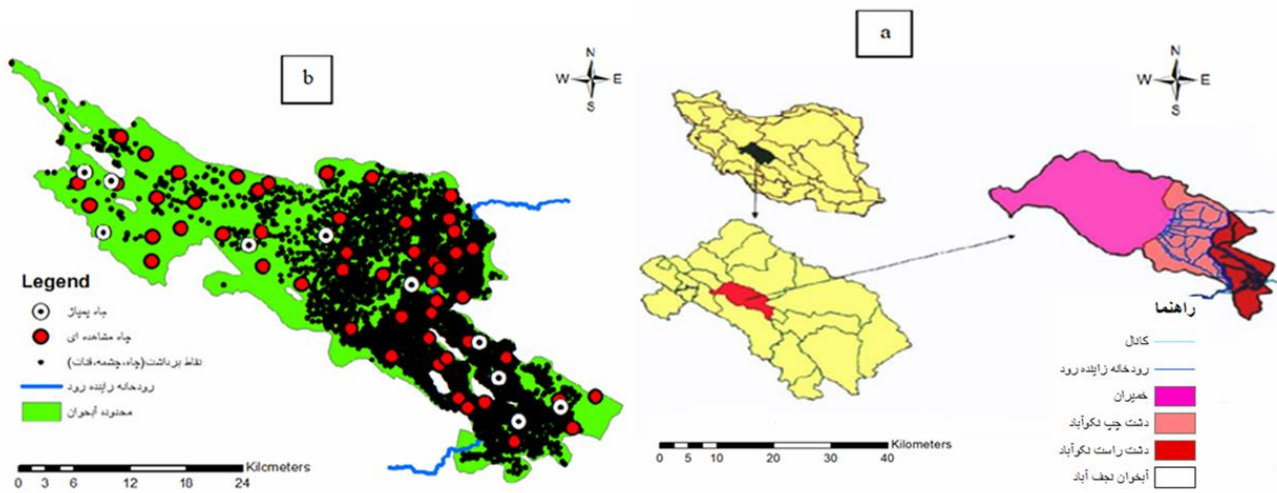 b
N
W E
S
Legend
چاه پمپاژ
چاه مشاهده ای
نقاط برداشت(چاه،چشمه،قنات)
رودخانه زاینده رود
محدوده آبخوان
Kilometers
0 3 6 12 18 24
a
N
W E
S
راهنما
کانال
رودخانه زاینده رود
خمیران
دشت چپ نکوآباد
دشت راست نکوآباد
آبخوان نجف آباد
Kilometers
0 5 10 20 30 40